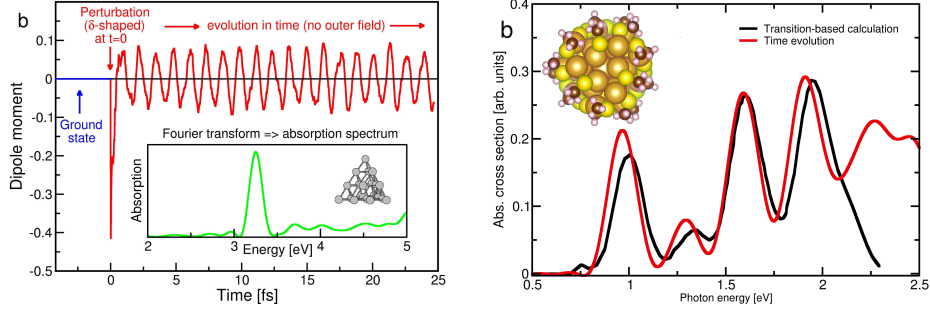 b
Perturbation
(δ-shaped)
at t=0
evolution in time (no outer field)
Ground
state
Dipole moment
0.1
0
-0.1
-0.2
-0.3
-0.4
-0.5
Fourier transform => absorption spectrum
Absorption
2 3 4 5
Energy [eV]
0 5 10 15 20 25
Time [fs]
b
Transition-based calculation
Time evolution
Abs. cross section [arb. units]
0.4
0.3
0.2
0.1
0
0.5 1 1.5 2 2.5
Photon energy [eV]